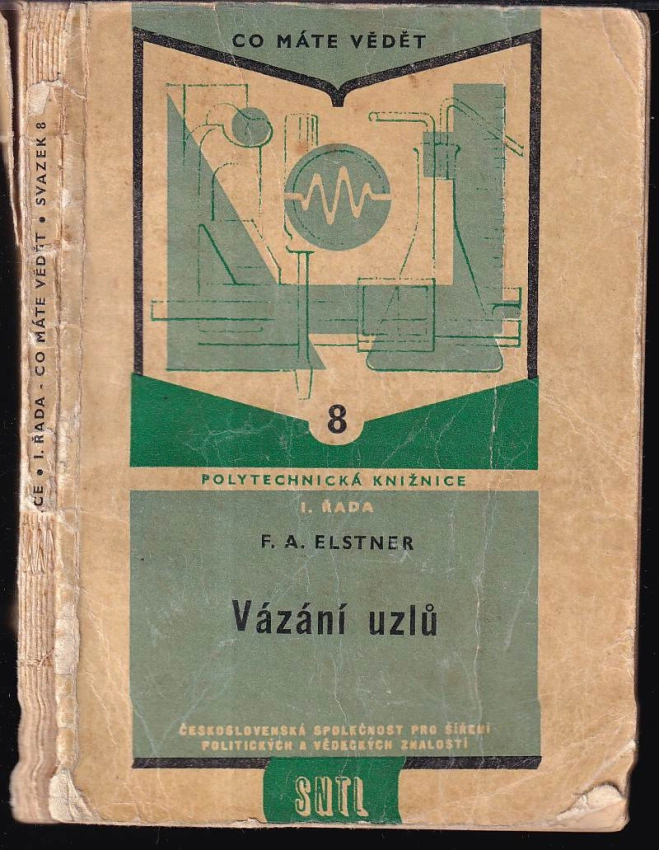 CO MÁTE VĚDĚT
8
POLYTECHNICKÁ KNIŽNICE
I. ŘADA
F. A. ELSTNER
Vázání uzlů
ČESKOSLOVENSKÁ SPOLEČNOST PRO ŠÍŘENÍ
POLITICKÝCH A VĚDECKÝCH ZNALOSTÍ
SNTL
CE • I. ŘADA - CO MÁTE VĚDĚT • SVAZEK 8